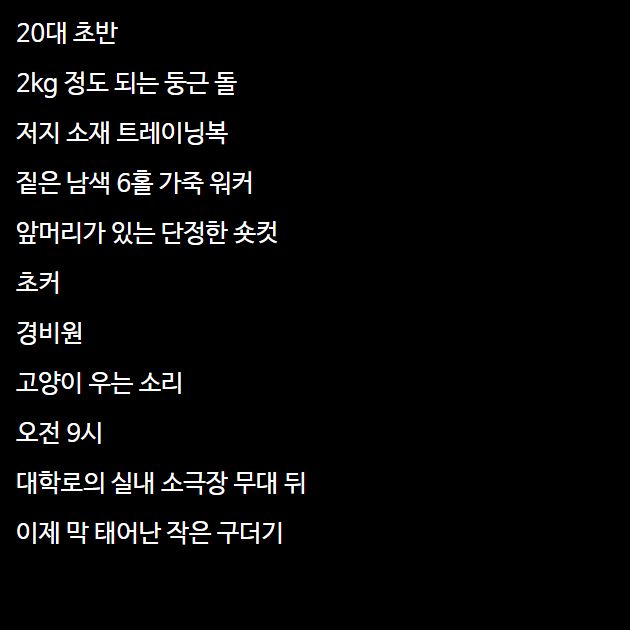 20대 초반
2kg 정도 되는 둥근 돌
저지 소재 트레이닝복
짙은 남색 6홀 가죽 워커
앞머리가 있는 단정한 숏컷
초커
경비원
고양이 우는 소리
오전 9시
대학로의 실내 소극장 무대 뒤
이제 막 태어난 작은 구더기